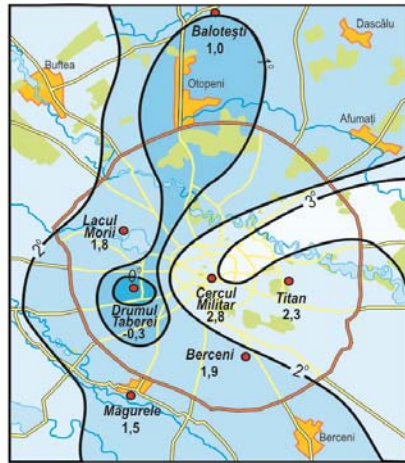 Balotești
1,0
Dascălu
Buftea
1°
Otopeni
Afumați
3°
Lacul
Morii
1,8
2°
0°
Drumul
Taberei
-0,3
Cercul
Militar
2,8
Titan
2,3
Berceni
1,9
2°
Măgurele
1,5
Berceni